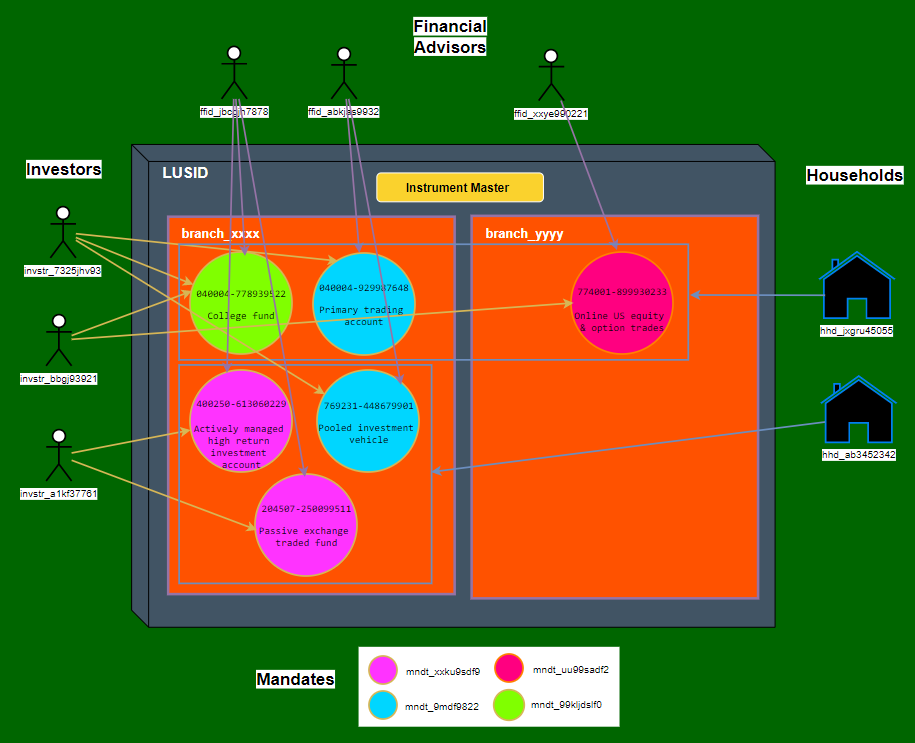 Financial
Advisors
ffid_jbcgjh7878
ffid_abkjas9932
ffid_xxye990221
LUSID
Instrument Master
Investors
Households
branch_xxxx
branch_yyyy
invstr_7325jhv93
invstr_bbgj93921
invstr_a1kf37761
040004-778939522
College fund
040004-929987648
Primary trading
account
774001-899930233
Online US equity
& option trades
hhd_jxgru45055
400250-613060229
Actively managed
high return
investment
account
769231-448679901
Pooled investment
vehicle
hhd_ab3452342
204507-250099511
Passive exchange
traded fund
Mandates
mndt_xxku9sdf9
mndt_uu99sadf2
mndt_9mdf9822
mndt_99kljdslf0